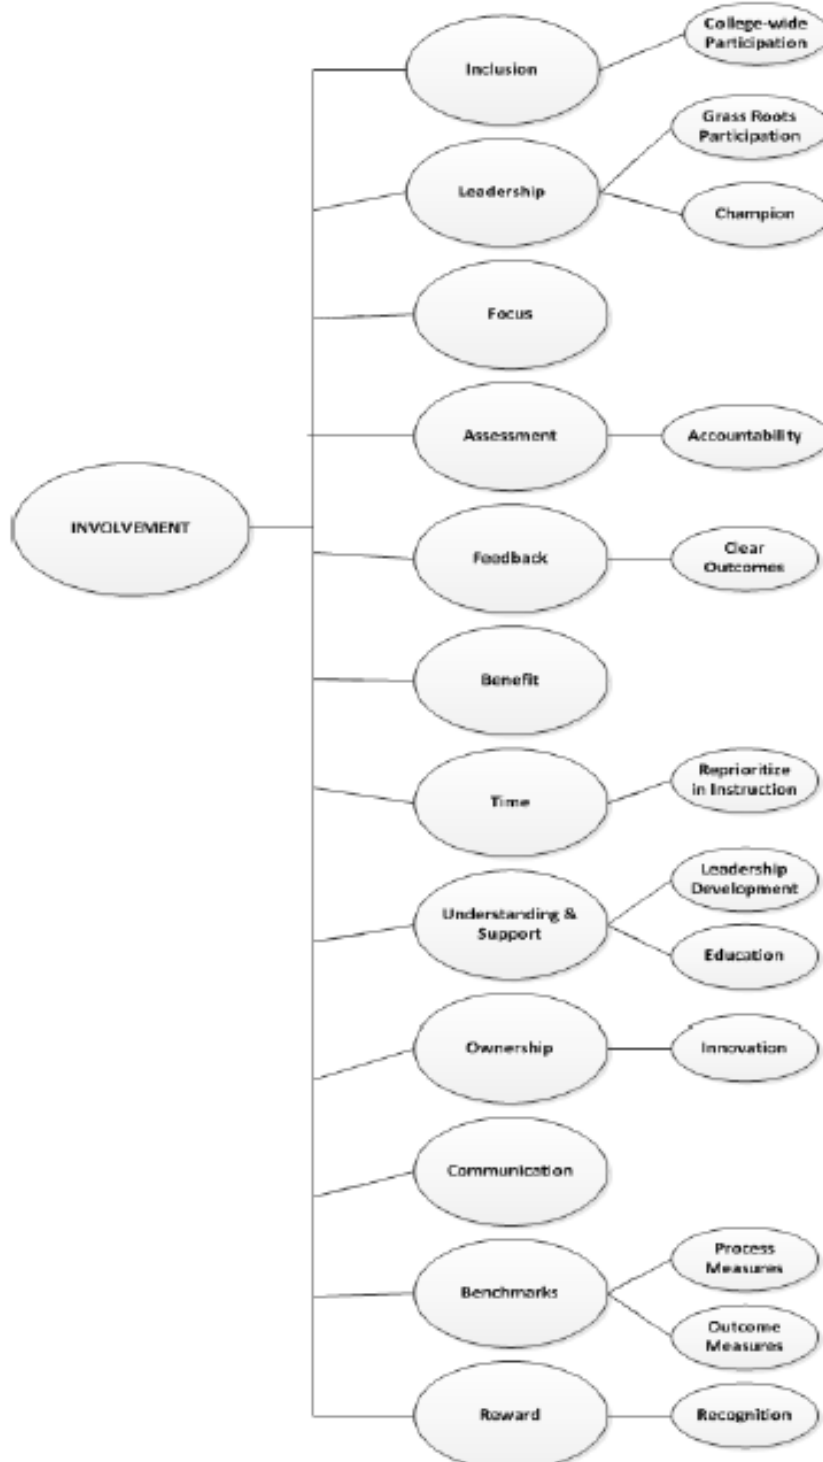 College-wide
Participation
Inclusion
Grass Roots
Participation
Leadership
Champion
Focus
Assessment
Accountability
INVOLVEMENT
Feedback
Clear
Outcomes
Benefit
Reprioritize
in Instruction
Time
Leadership
Development
Understanding &
Support
Education
Ownership
Innovation
Communication
Process
Measures
Benchmarks
Outcome
Measures
Reward
Recognition